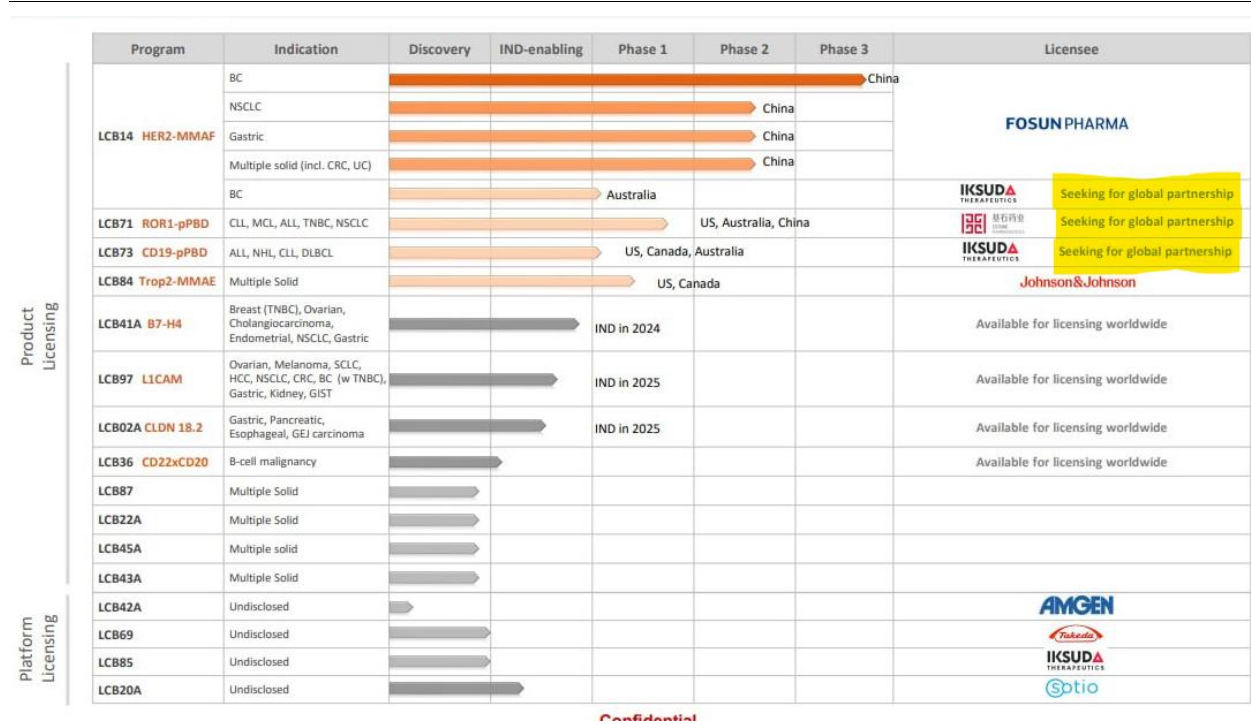 Program Indication Discovery IND-enabling Phase 1 Phase 2 Phase 3 Licensee
Product
Licensing
LCB14 HER2-MMAF
BC
China
NSCLC
China
Gastric
China
Multiple solid (incl. CRC, UC)
China
FOSUN PHARMA
BC
Australia
IKSUDA
THERAPEUTICS
Seeking for global partnership
LCB71 ROR1-pPBD
CLL, MCL, ALL, TNBC, NSCLC
US, Australia, China
基石药业
Seeking for global partnership
LCB73 CD19-pPBD
ALL, NHL, CLL, DLBCL
US, Canada, Australia
IKSUDA
THERAPEUTICS
Seeking for global partnership
LCB84 Trop2-MMAE
Multiple Solid
US, Canada
Johnson&Johnson
LCB41A B7-H4
Breast (TNBC), Ovarian,
Cholangiocarcinoma,
Endometrial, NSCLC, Gastric
IND in 2024
Available for licensing worldwide
LCB97 L1CAM
Ovarian, Melanoma, SCLC,
HCC, NSCLC, CRC, BC (w TNBC),
Gastric, Kidney, GIST
IND in 2025
Available for licensing worldwide
LCB02A CLDN 18.2
Gastric, Pancreatic,
Esophageal, GEJ carcinoma
IND in 2025
Available for licensing worldwide
LCB36 CD22xCD20
B-cell malignancy
Available for licensing worldwide
LCB87
Multiple Solid
LCB22A
Multiple Solid
LCB45A
Multiple solid
LCB43A
Multiple Solid
Platform
Licensing
LCB42A
Undisclosed
AMGEN
LCB69
Undisclosed
Takeda
LCB85
Undisclosed
IKSUDA
THERAPEUTICS
LCB20A
Undisclosed
Sotio
Confidential